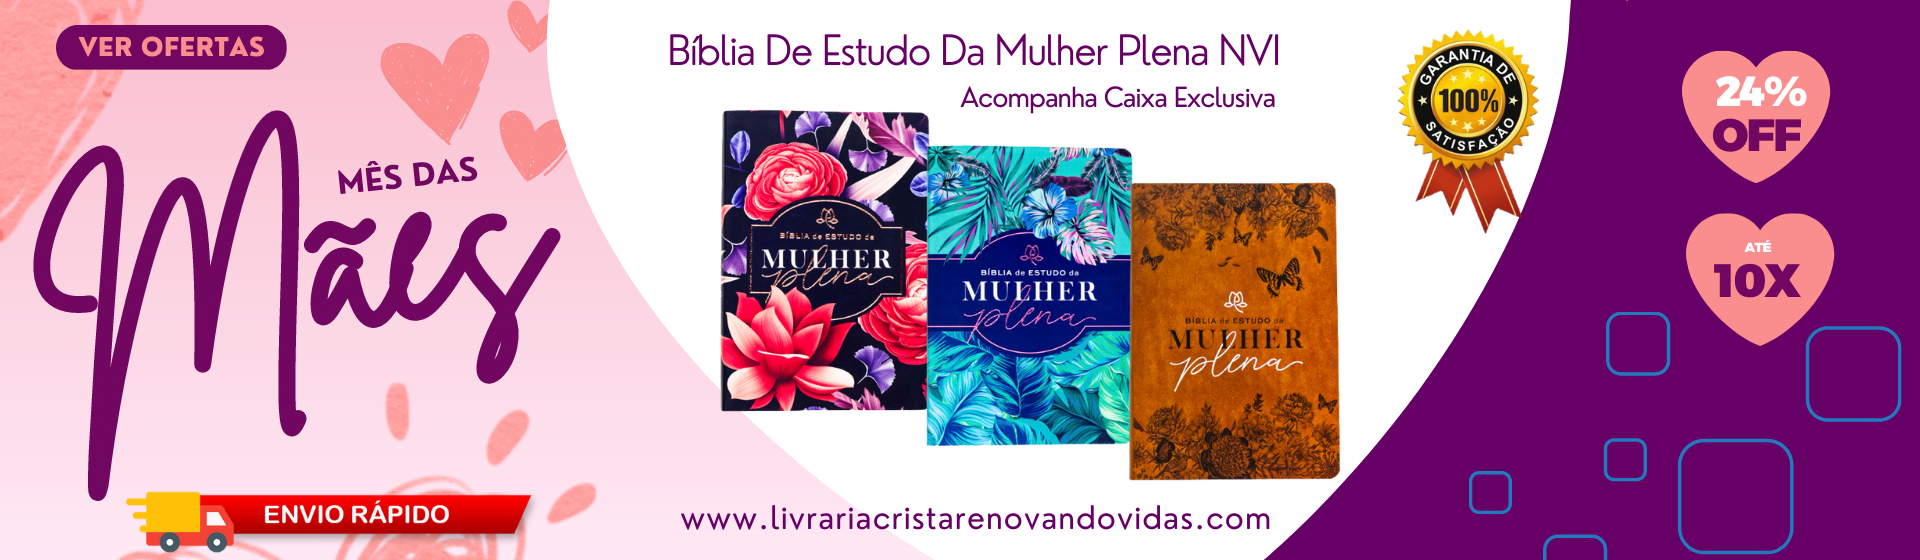 VER OFERTAS
MÊS DAS
Mães
ENVIO RÁPIDO
Bíblia De Estudo Da Mulher Plena NVI
Acompanha Caixa Exclusiva
BÍBLIA de ESTUDO da
MULHER
plena
BÍBLIA de ESTUDO da
MULHER
plena
BÍBLIA de ESTUDO da
MULHER
plena
www.livrariacristarenovandovidas.com
GARANTIA DE
100%
SATISFAÇÃO
24%
OFF
ATÉ
10X